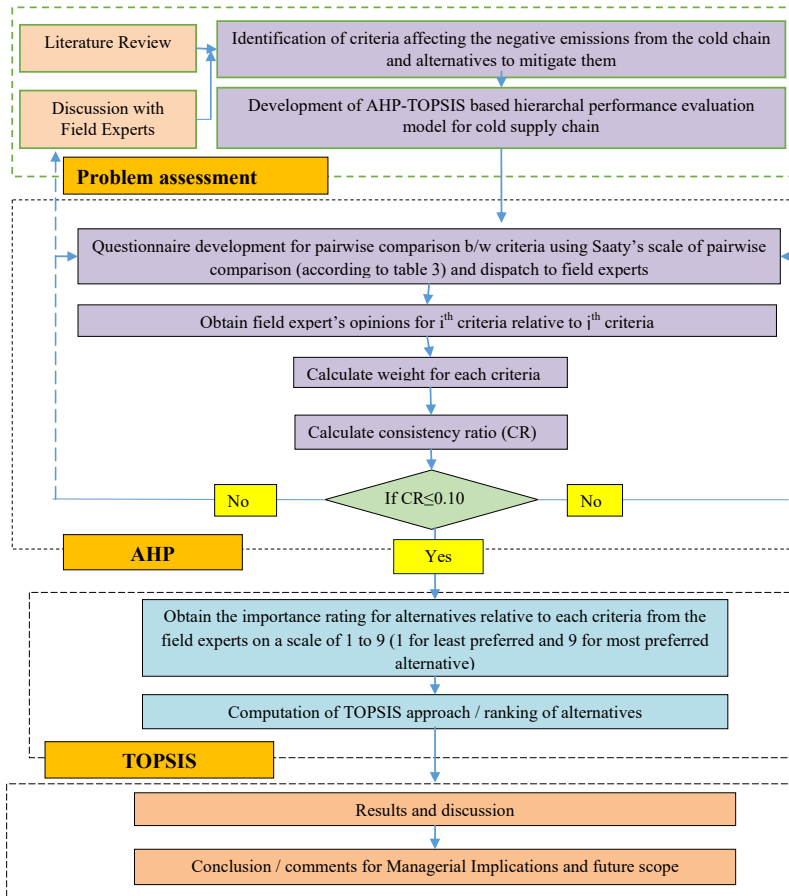 Literature Review
Identification of criteria affecting the negative emissions from the cold chain
and alternatives to mitigate them
Discussion with
Field Experts
Development of AHP-TOPSIS based hierarchal performance evaluation
model for cold supply chain
Problem assessment
Questionnaire development for pairwise comparison b/w criteria using Saaty’s scale of pairwise
comparison (according to table 3) and dispatch to field experts
Obtain field expert’s opinions for iᵗʰ criteria relative to jᵗʰ criteria
Calculate weight for each criteria
Calculate consistency ratio (CR)
No
If CR≤0.10
No
AHP
Yes
Obtain the importance rating for alternatives relative to each criteria from the
field experts on a scale of 1 to 9 (1 for least preferred and 9 for most preferred
alternative)
Computation of TOPSIS approach / ranking of alternatives
TOPSIS
Results and discussion
Conclusion / comments for Managerial Implications and future scope